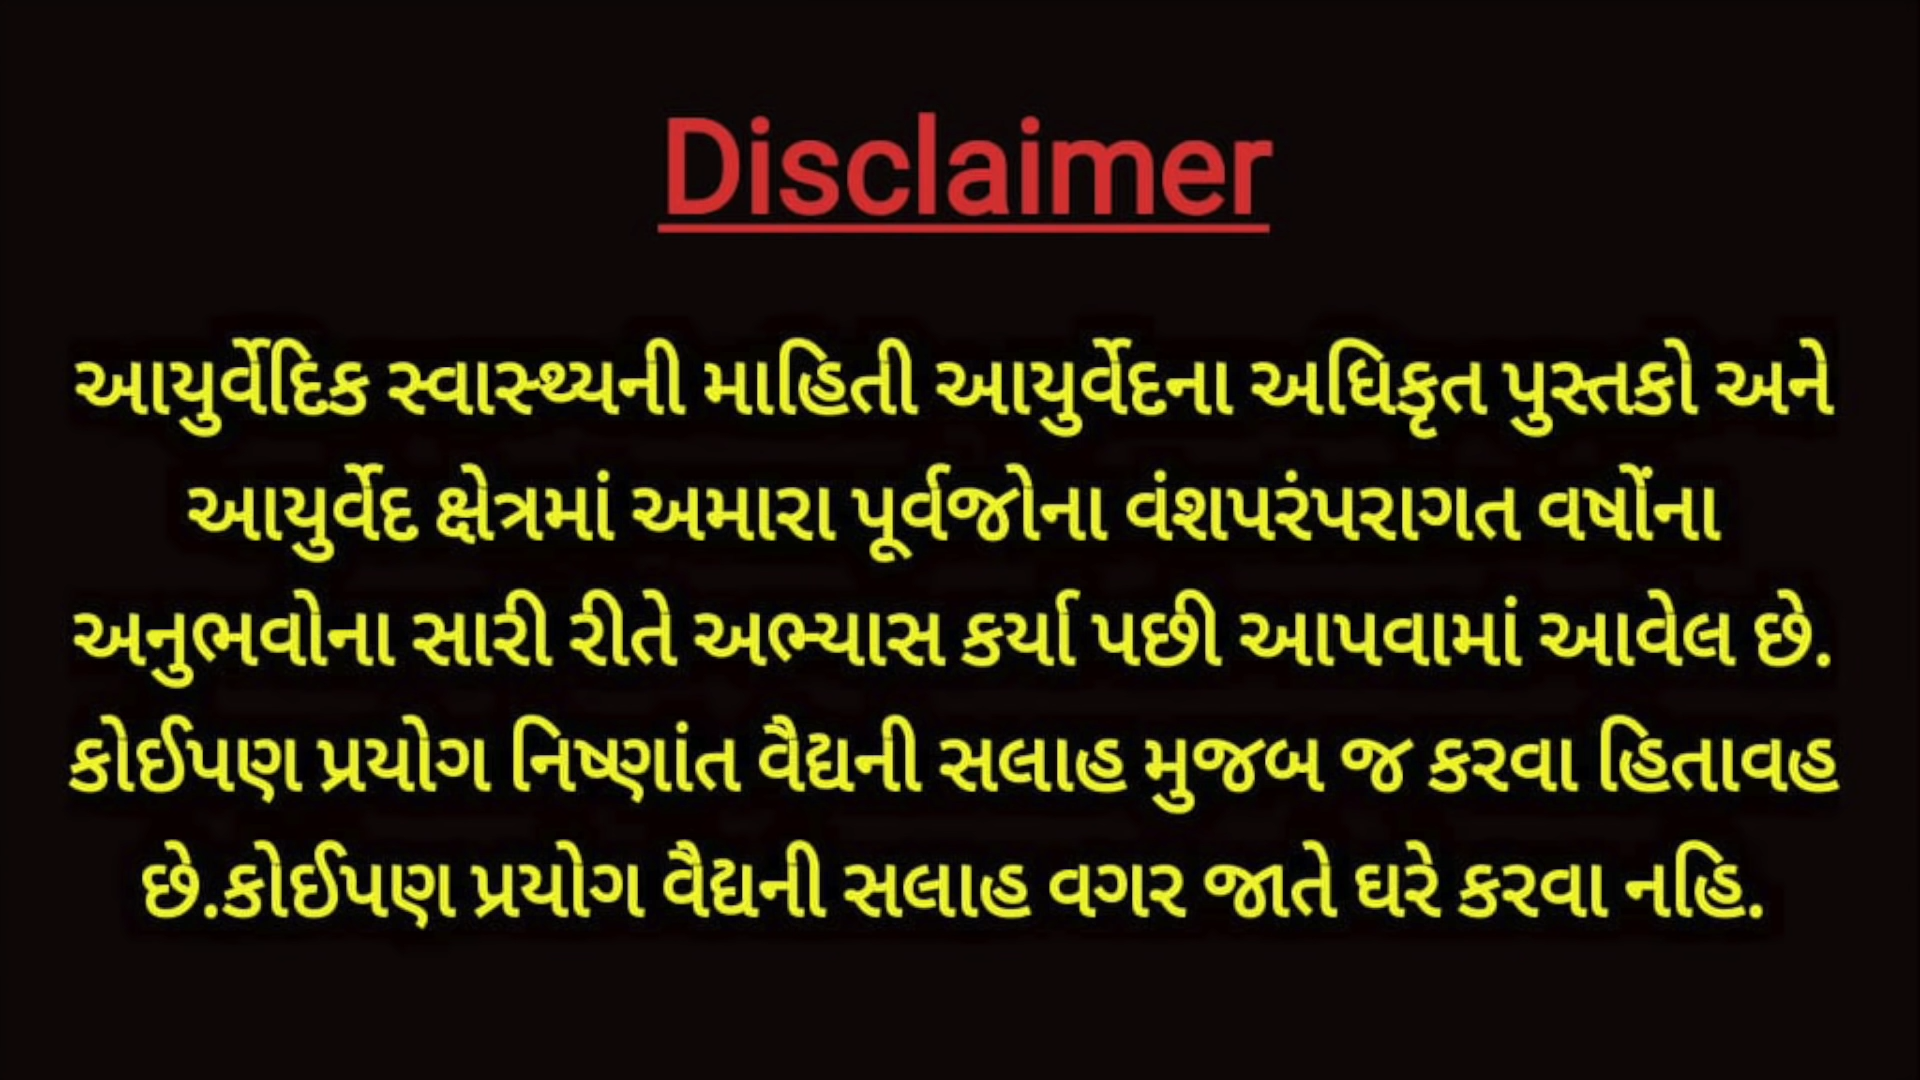 Disclaimer
આયુર્વેદિક સ્વાસ્થ્યની માહિતી આયુર્વેદના અધિકૃત પુસ્તકો અને
આયુર્વેદ ક્ષેત્રમાં અમારા પૂર્વજોના વંશપરંપરાગત વર્ષોંના
અનુભવોના સારી રીતે અભ્યાસ કર્યા પછી આપવામાં આવેલ છે.
કોઈપણ પ્રયોગ નિષ્ણાંત વૈદ્યની સલાહ મુજબ જ કરવા હિતાવહ
છે.કોઈપણ પ્રયોગ વૈદ્યની સલાહ વગર જાતે ઘરે કરવા નહિ.